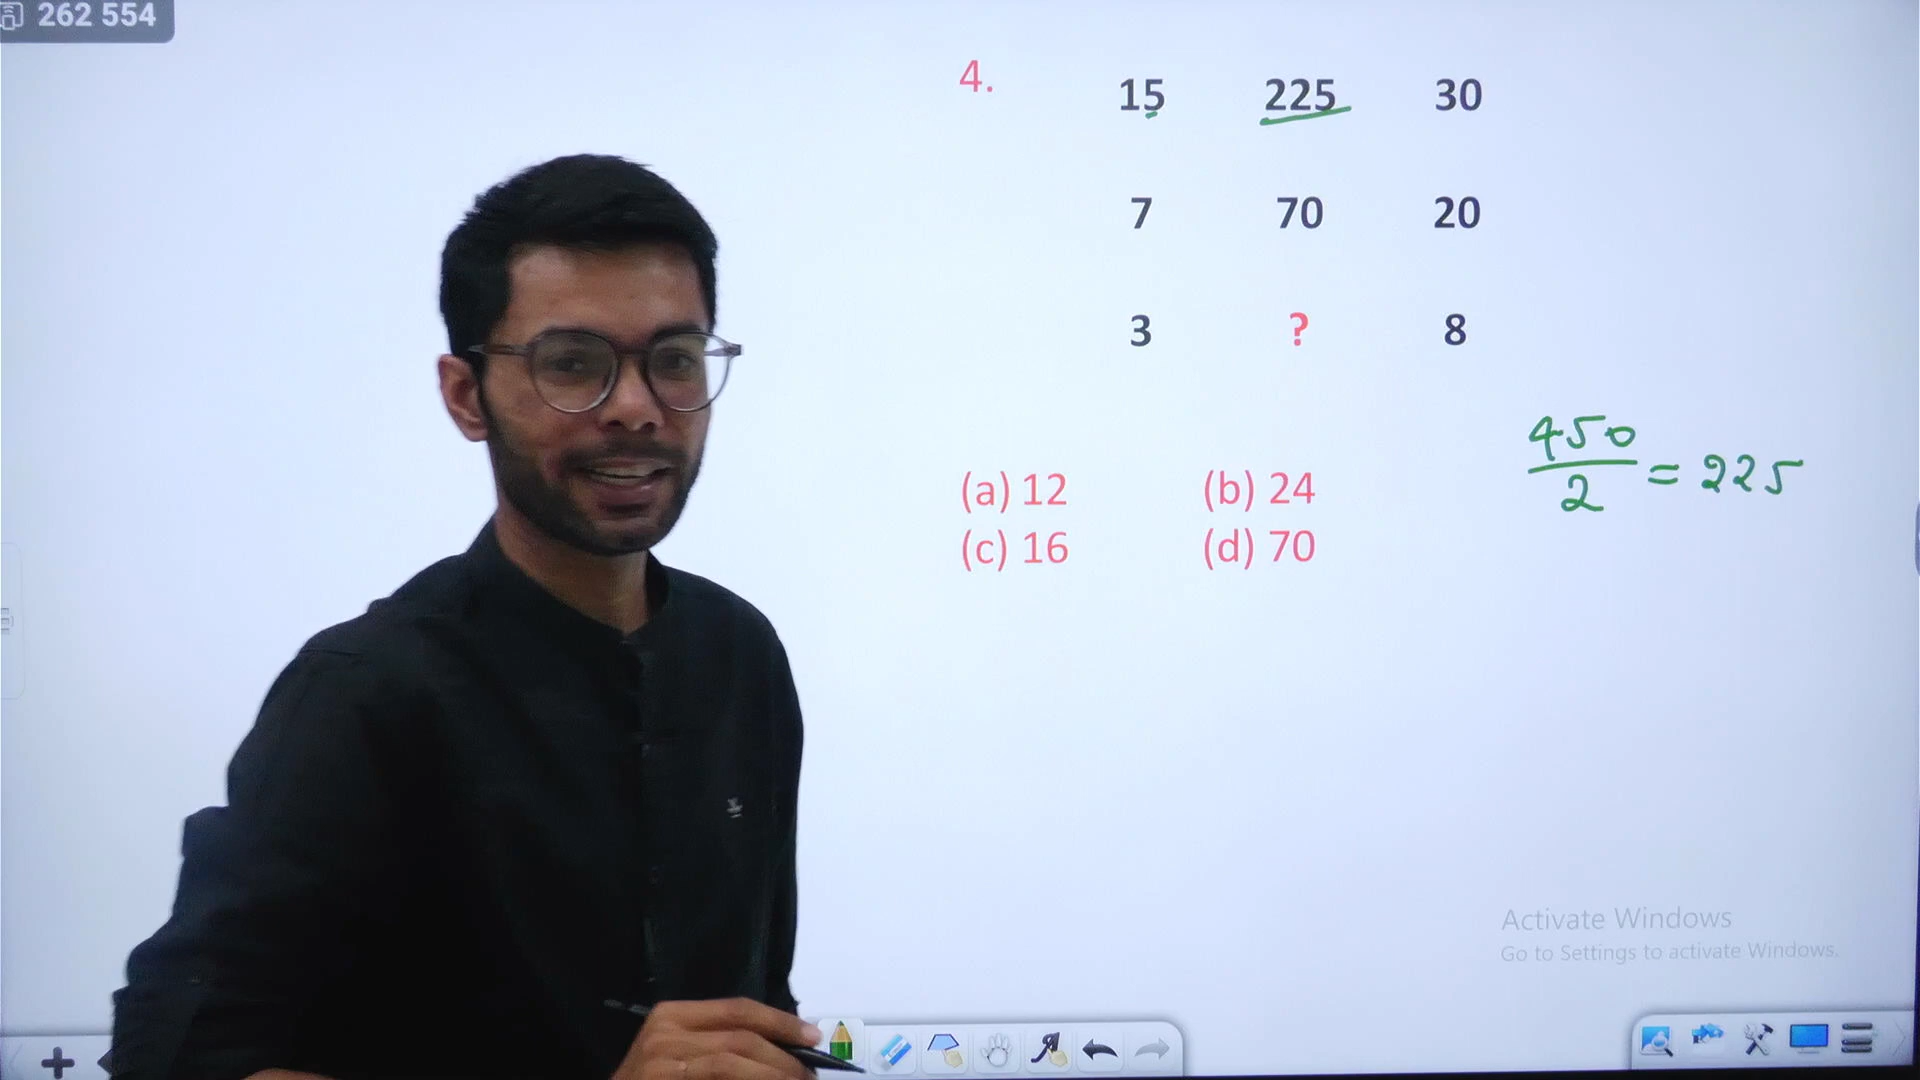 262 554
4.
15 225 30
7 70 20
3 ? 8
450
2
= 225
(a) 12 (b) 24
(c) 16 (d) 70
Activate Windows
Go to Settings to activate Windows.